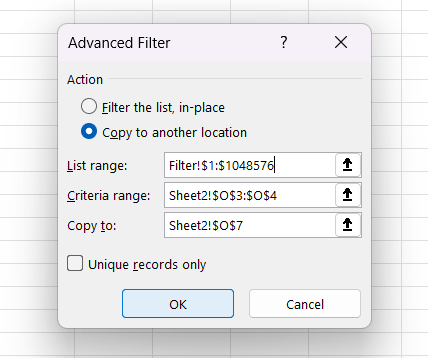 Advanced Filter ?
Action
Filter the list, in-place
Copy to another location
List range: Filter!$1:$1048576
Criteria range: Sheet2!$O$3:$O$4
Copy to: Sheet2!$O$7
Unique records only
OK Cancel